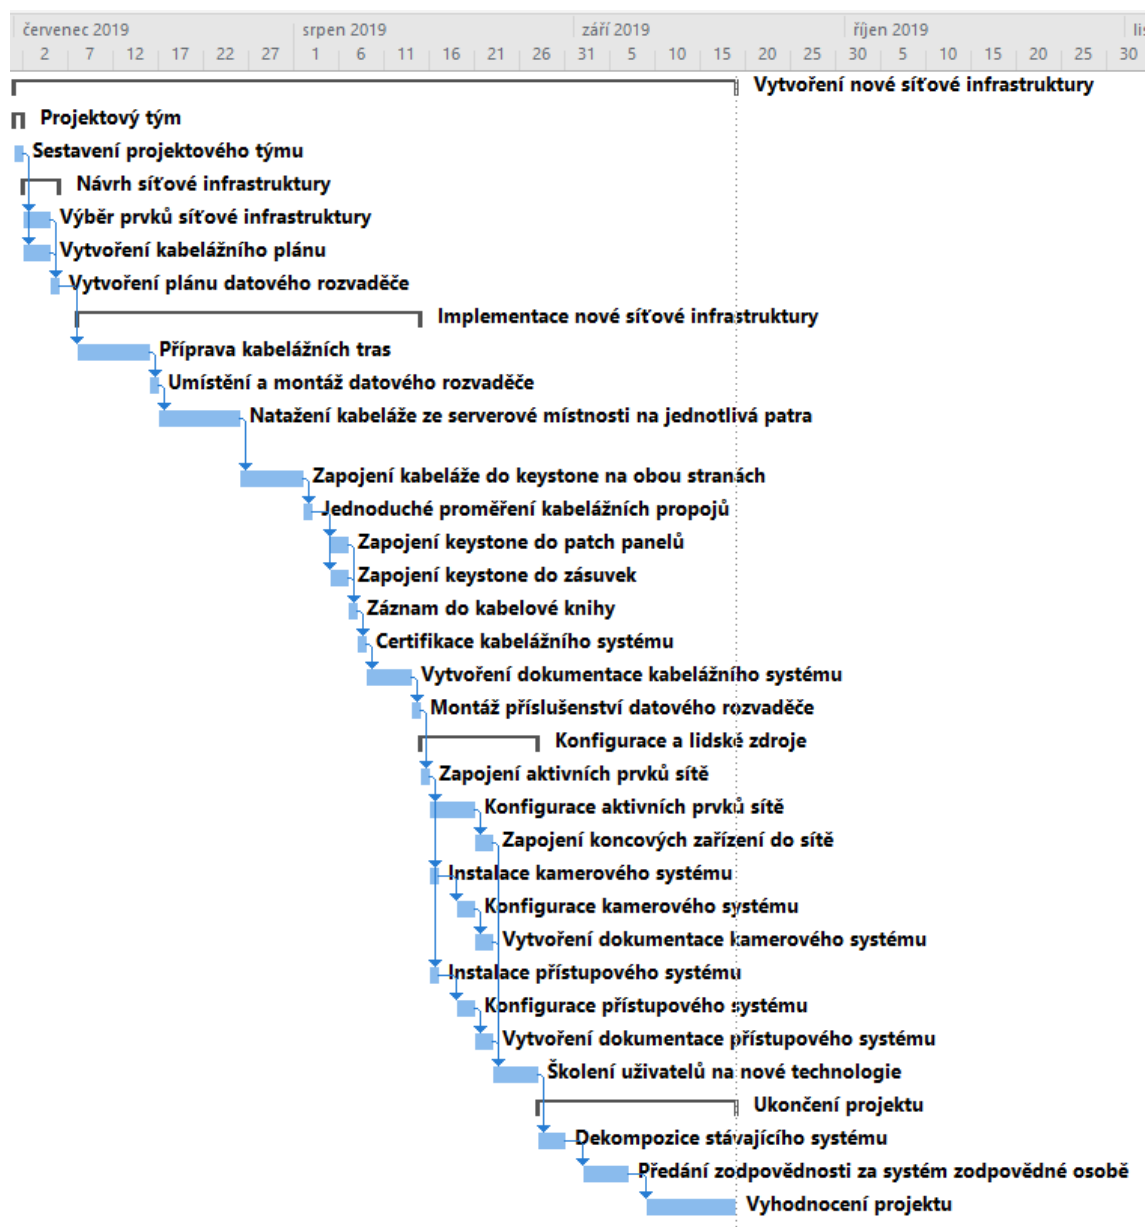 červenec 2019 srpen 2019 září 2019 říjen 2019 lis
2 7 12 17 22 27 1 6 11 16 21 26 31 5 10 15 20 25 30 5 10 15 20 25 30
Vytvoření nové síťové infrastruktury
Projektový tým
Sestavení projektového týmu
Návrh síťové infrastruktury
Výběr prvků síťové infrastruktury
Vytvoření kabelážního plánu
Vytvoření plánu datového rozvaděče
Implementace nové síťové infrastruktury
Příprava kabelážních tras
Umístění a montáž datového rozvaděče
Natažení kabeláže ze serverové místnosti na jednotlivá patra
Zapojení kabeláže do keystone na obou stranách
Jednoduché proměření kabelážních propojů
Zapojení keystone do patch panelů
Zapojení keystone do zásuvek
Záznam do kabelové knihy
Certifikace kabelážního systému
Vytvoření dokumentace kabelážního systému
Montáž příslušenství datového rozvaděče
Konfigurace a lidské zdroje
Zapojení aktivních prvků sítě
Konfigurace aktivních prvků sítě
Zapojení koncových zařízení do sítě
Instalace kamerového systému
Konfigurace kamerového systému
Vytvoření dokumentace kamerového systému
Instalace přístupového systému
Konfigurace přístupového systému
Vytvoření dokumentace přístupového systému
Školení uživatelů na nové technologie
Ukončení projektu
Dekompozice stávajícího systému
Předání zodpovědnosti za systém zodpovědné osobě
Vyhodnocení projektu